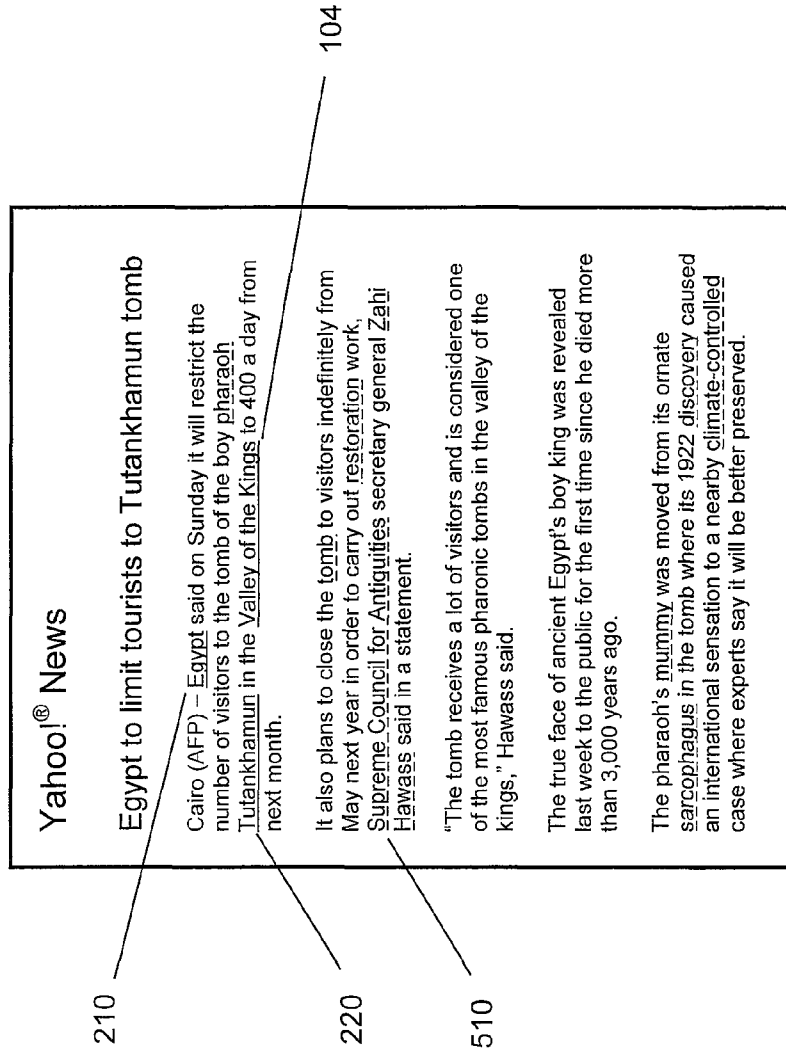 Yahoo!® News
Egypt to limit tourists to Tutankhamun tomb
Cairo (AFP) – Egypt said on Sunday it will restrict the
number of visitors to the tomb of the boy pharaoh
Tutankhamun in the Valley of the Kings to 400 a day from
next month.
It also plans to close the tomb to visitors indefinitely from
May next year in order to carry out restoration work,
Supreme Council for Antiquities secretary general Zahi
Hawass said in a statement.
"The tomb receives a lot of visitors and is considered one
of the most famous pharonic tombs in the valley of the
kings," Hawass said.
The true face of ancient Egypt's boy king was revealed
last week to the public for the first time since he died more
than 3,000 years ago.
The pharaoh's mummy was moved from its ornate
sarcophagus in the tomb where its 1922 discovery caused
an international sensation to a nearby climate-controlled
case where experts say it will be better preserved.
210
220
510
104